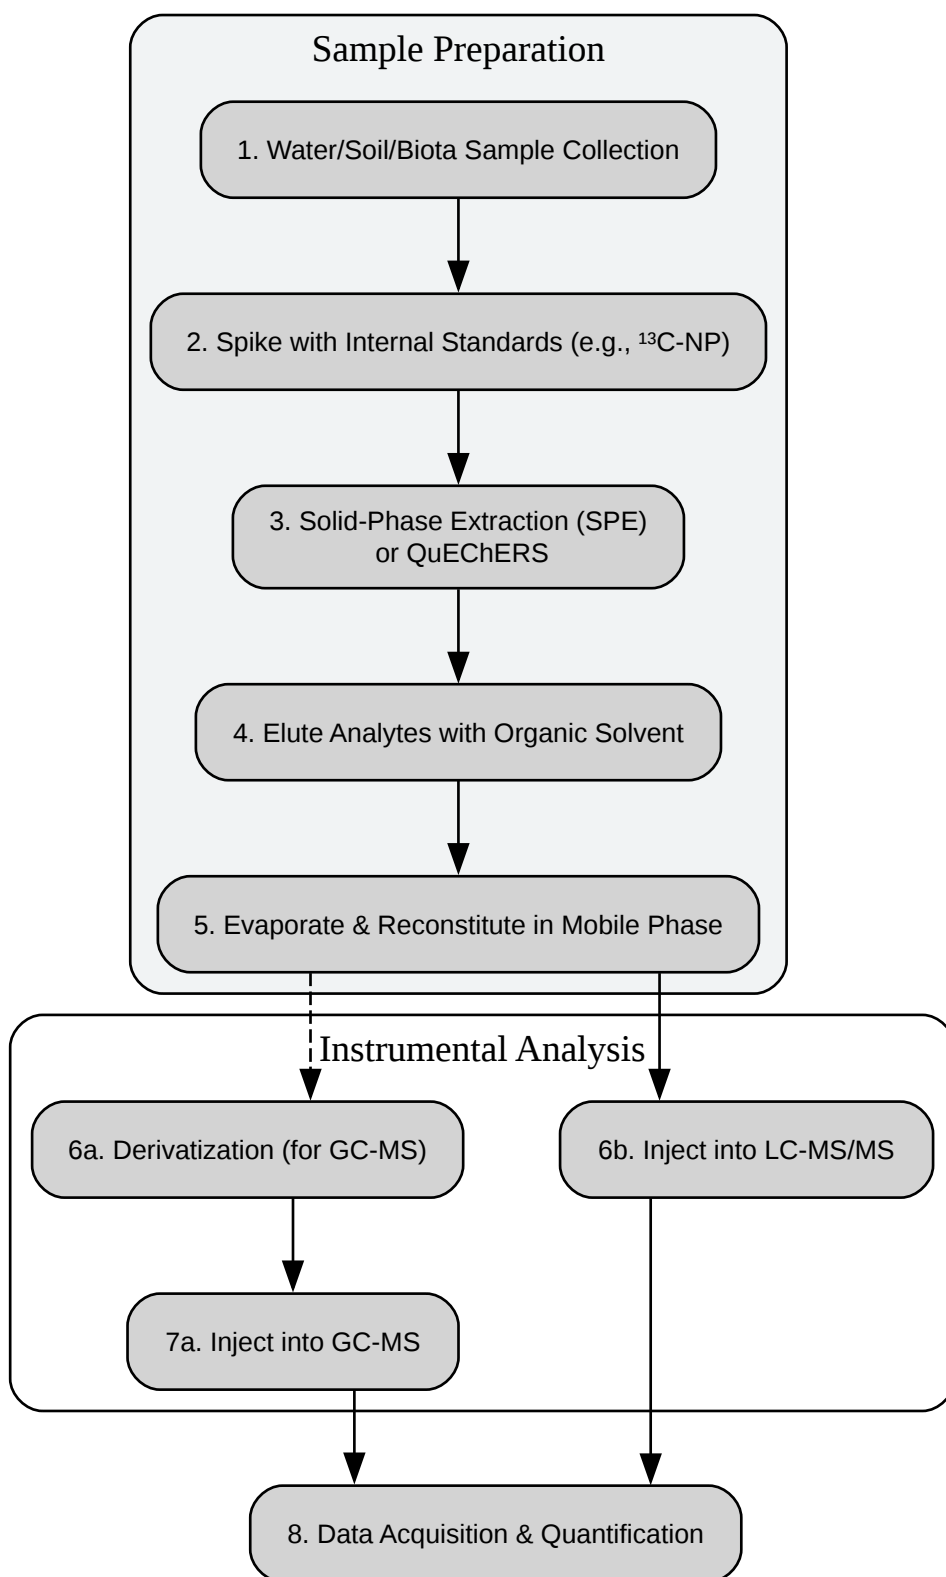 Sample Preparation
1. Water/Soil/Biota Sample Collection
2. Spike with Internal Standards (e.g., ¹³C-NP)
3. Solid-Phase Extraction (SPE)
or QuEChERS
4. Elute Analytes with Organic Solvent
5. Evaporate & Reconstitute in Mobile Phase
Instrumental Analysis
6a. Derivatization (for GC-MS)
6b. Inject into LC-MS/MS
7a. Inject into GC-MS
8. Data Acquisition & Quantification